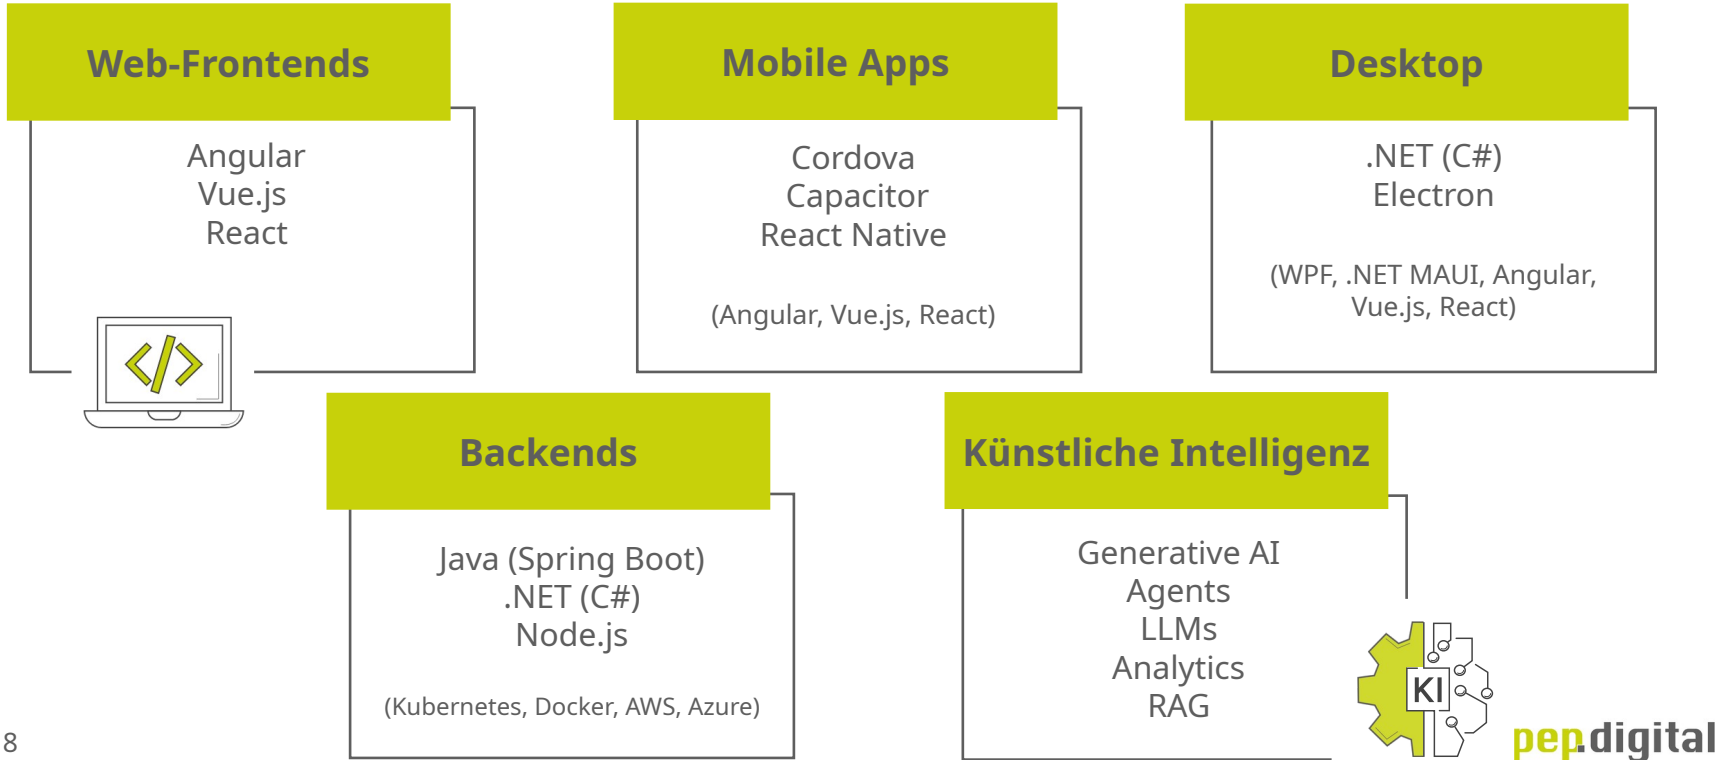 Web-Frontends
Angular
Vue.js
React
Mobile Apps
Cordova
Capacitor
React Native
(Angular, Vue.js, React)
Desktop
.NET (C#)
Electron
(WPF, .NET MAUI, Angular,
Vue.js, React)
Backends
Java (Spring Boot)
.NET (C#)
Node.js
(Kubernetes, Docker, AWS, Azure)
Künstliche Intelligenz
Generative AI
Agents
LLMs
Analytics
RAG
KI
8
pep.digital